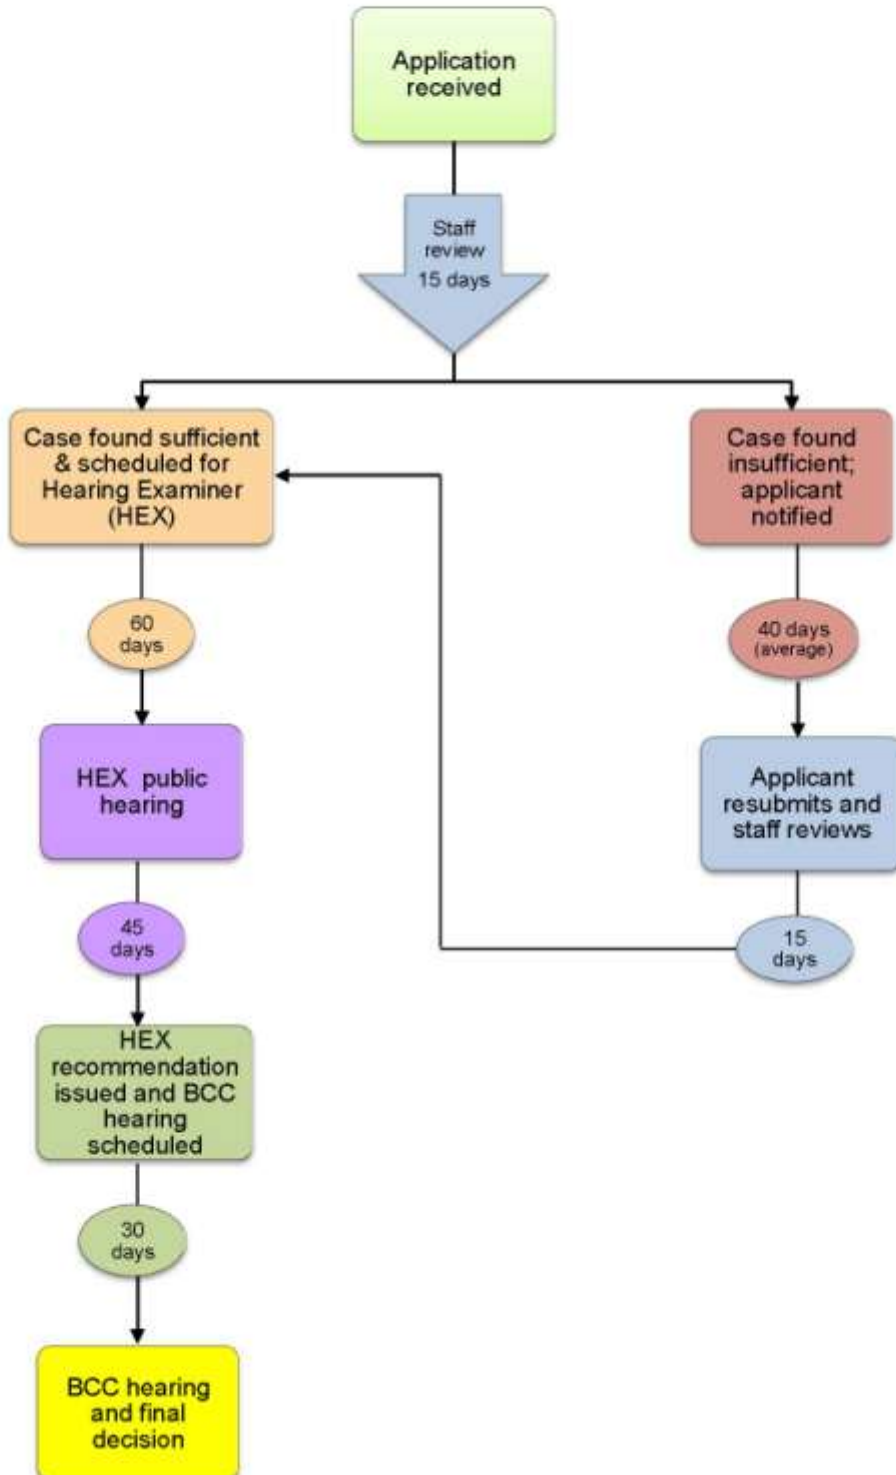 Application
received
Staff
review
15 days
Case found sufficient
& scheduled for
Hearing Examiner
(HEX)
Case found
insufficient;
applicant
notified
60
days
40 days
(average)
HEX public
hearing
Applicant
resubmits and
staff reviews
45
days
15
days
HEX
recommendation
issued and BCC
hearing
scheduled
30
days
BCC hearing
and final
decision